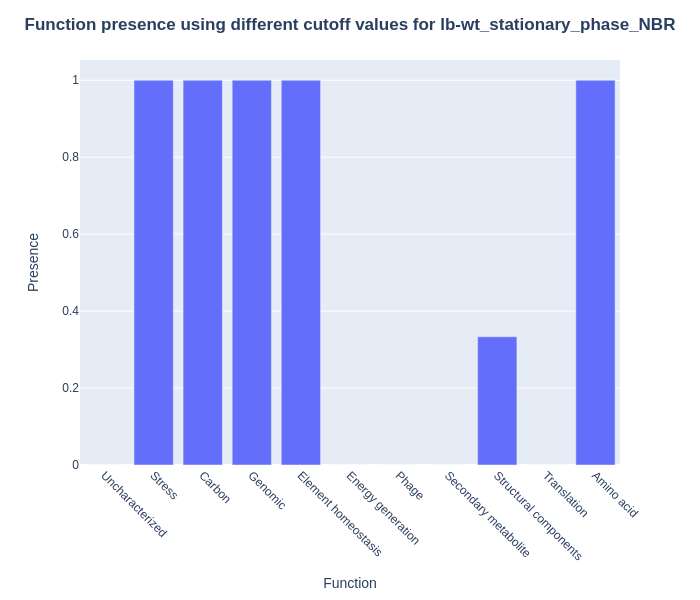 Function presence using different cutoff values for lb-wt_stationary_phase_NBR
Presence
1
0.8
0.6
0.4
0.2
0
Uncharacterized
Stress
Carbon
Genomic
Element homeostasis
Energy generation
Phage
Secondary metabolite
Structural components
Translation
Amino acid
Function